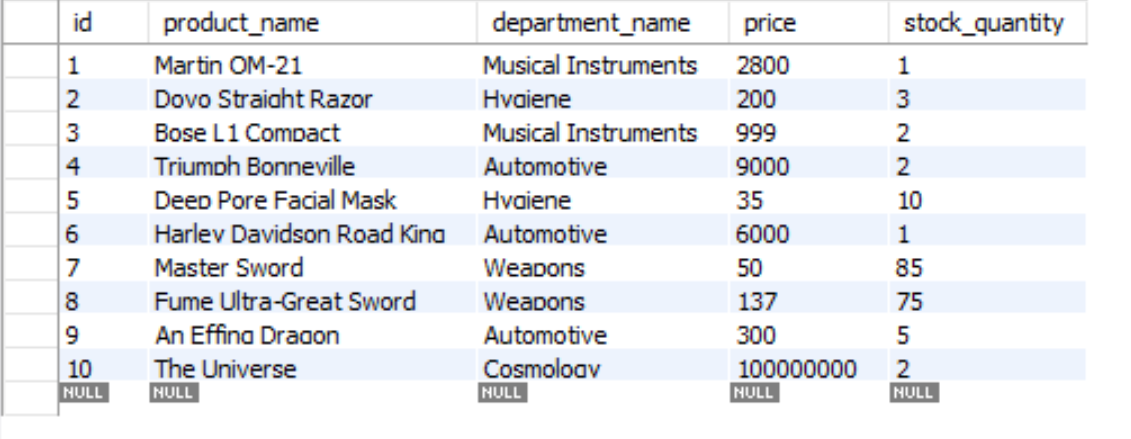 id product_name department_name price stock_quantity
1 Martin OM-21 Musical Instruments 2800 1
2 Dovo Straight Razor Hygiene 200 3
3 Bose L1 Compact Musical Instruments 999 2
4 Triumph Bonneville Automotive 9000 2
5 Deep Pore Facial Mask Hygiene 35 10
6 Harley Davidson Road King Automotive 6000 1
7 Master Sword Weapons 50 85
8 Fume Ultra-Great Sword Weapons 137 75
9 An Effing Dragon Automotive 300 5
10 The Universe Cosmology 100000000 2
NULL NULL NULL NULL NULL